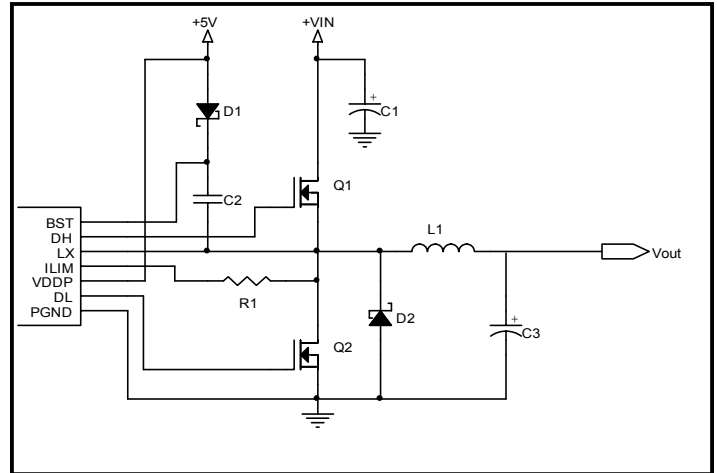 +5V
+VIN
D1
+
C1
Q1
C2
BST
DH
LX
ILIM
VDDP
DL
PGND
L1
Vout
R1
D2
+
C3
Q2